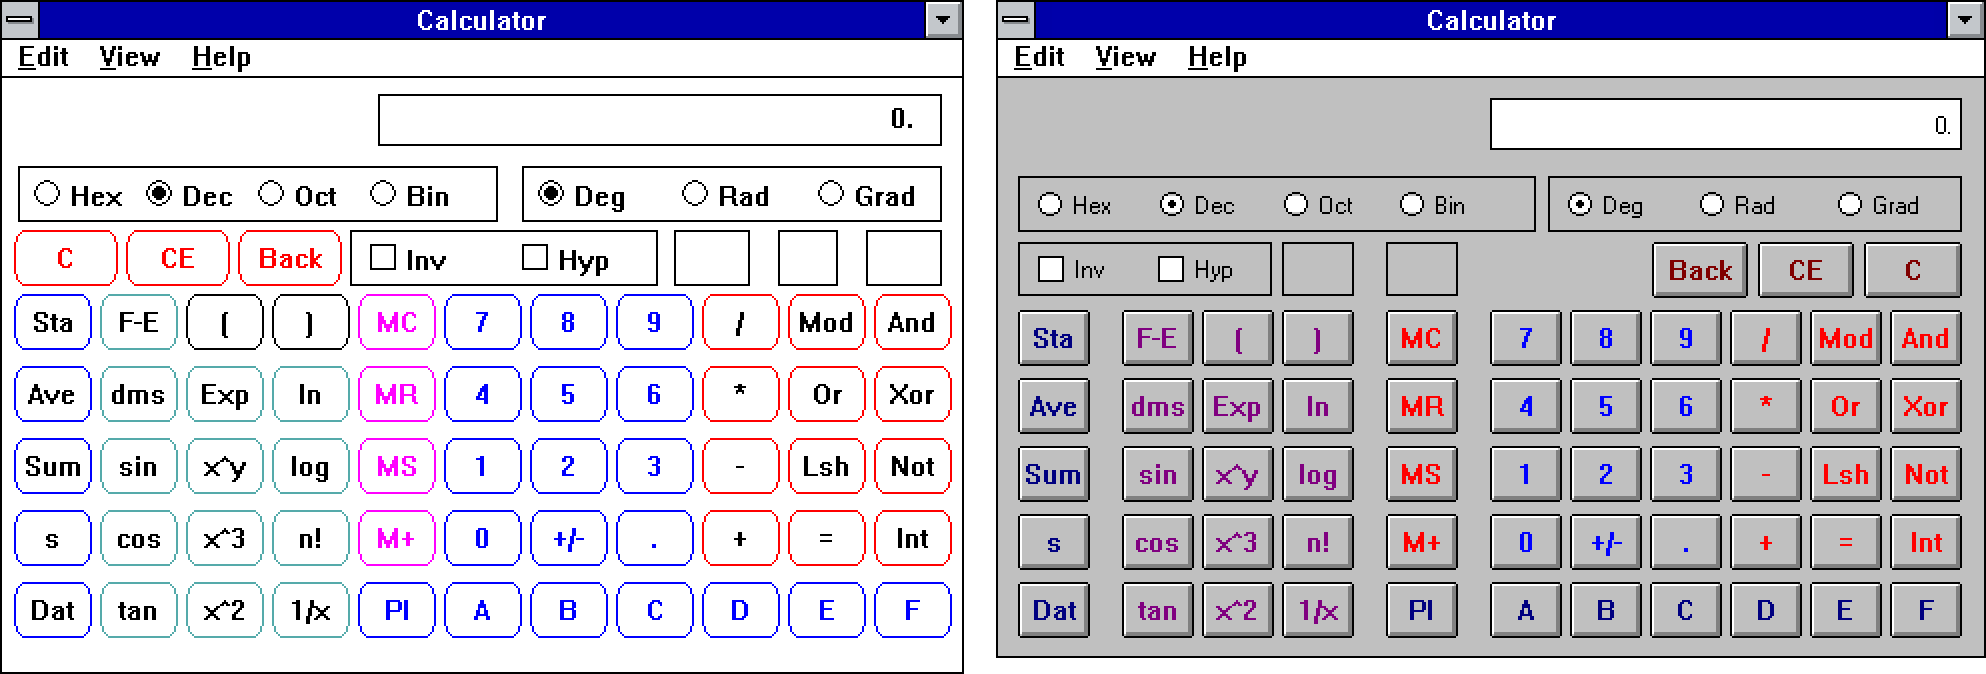 Calculator
Edit View Help
0.
Hex Dec Oct Bin Deg Rad Grad
C CE Back Inv Hyp
Sta F-E ( ) MC 7 8 9 / Mod And
Ave dms Exp ln MR 4 5 6 * Or Xor
Sum sin x^y log MS 1 2 3 - Lsh Not
s cos x^3 n! M+ 0 +/- . + = Int
Dat tan x^2 1/x PI A B C D E F
Calculator
Edit View Help
0.
Hex Dec Oct Bin Deg Rad Grad
Inv Hyp Back CE C
Sta F-E ( ) MC 7 8 9 / Mod And
Ave dms Exp ln MR 4 5 6 * Or Xor
Sum sin x^y log MS 1 2 3 - Lsh Not
s cos x^3 n! M+ 0 +/- . + = Int
Dat tan x^2 1/x PI A B C D E F